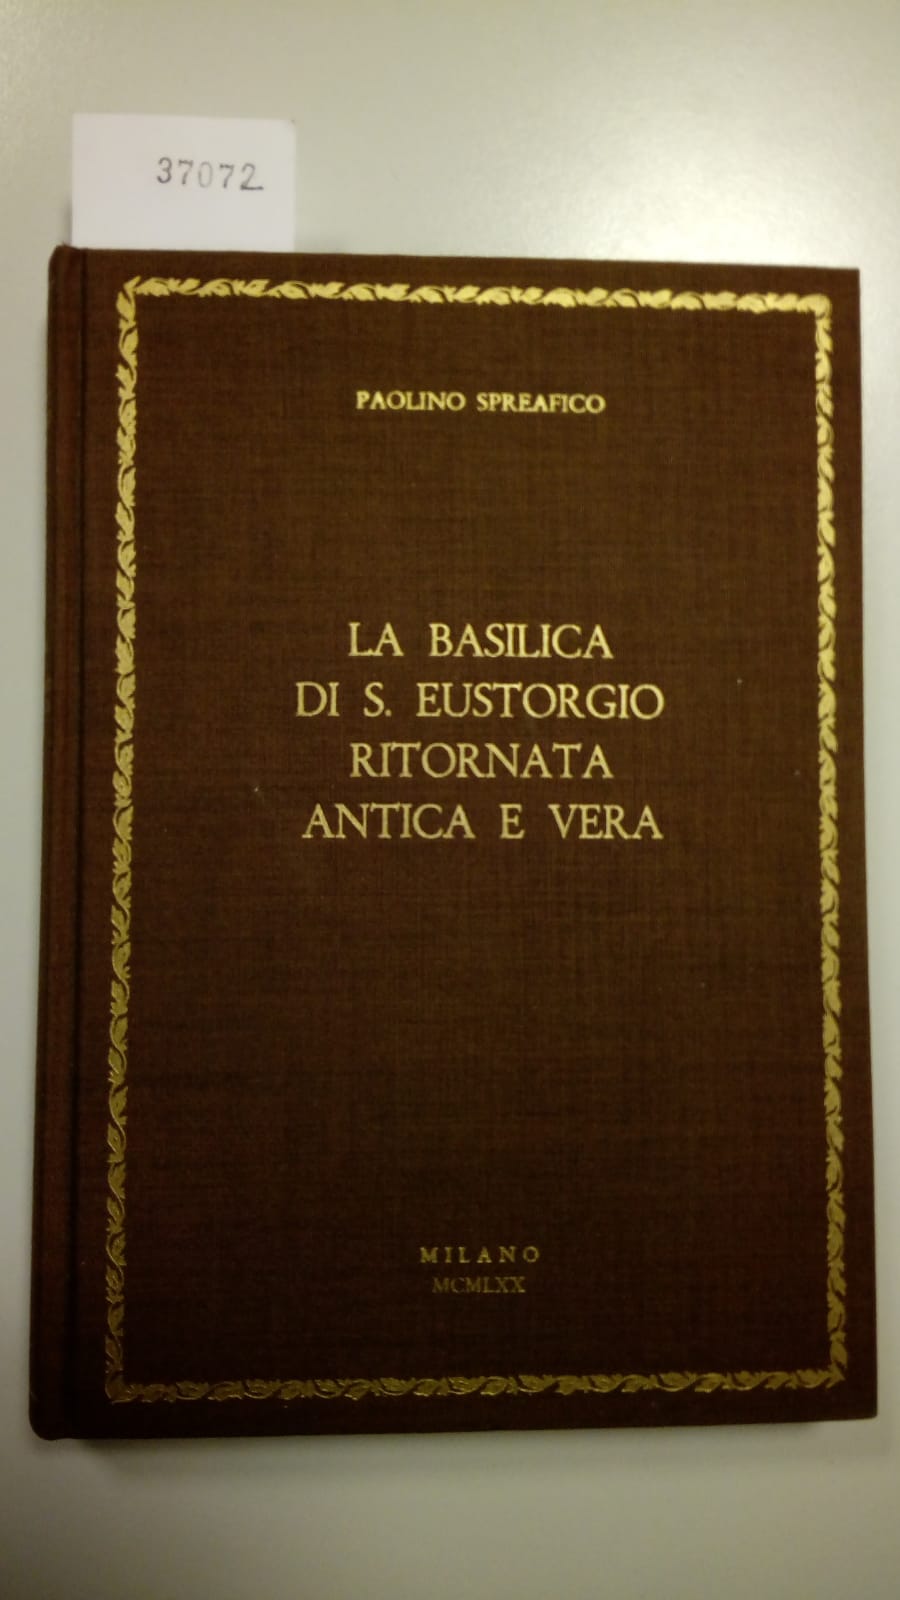 37072
PAOLINO SPREAFICO
LA BASILICA
DI S. EUSTORGIO
RITORNATA
ANTICA E VERA
MILANO
MCMLXX